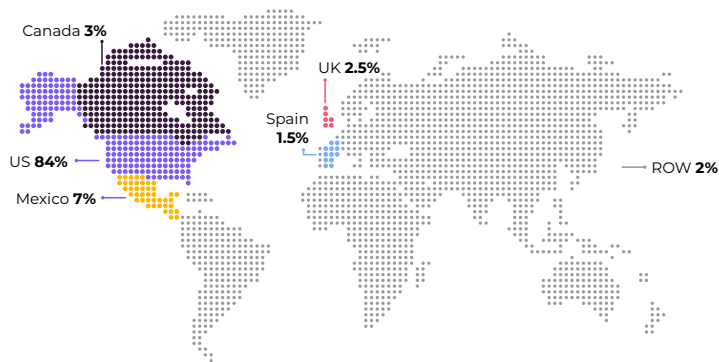 Canada 3%
UK 2.5%
Spain
1.5%
US 84%
ROW 2%
Mexico 7%